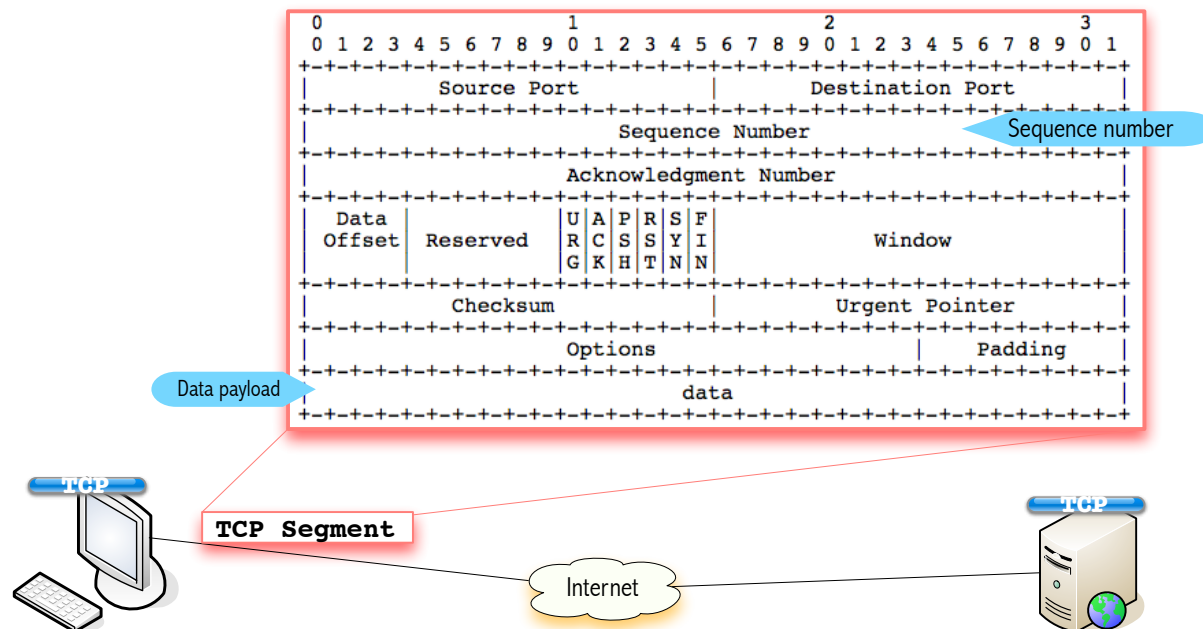 0 1 2 3
0 1 2 3 4 5 6 7 8 9 0 1 2 3 4 5 6 7 8 9 0 1 2 3 4 5 6 7 8 9 0 1
+-+-+-+-+-+-+-+-+-+-+-+-+-+-+-+-+-+-+-+-+-+-+-+-+-+-+-+-+-+-+-+-+
| Source Port | Destination Port |
+-+-+-+-+-+-+-+-+-+-+-+-+-+-+-+-+-+-+-+-+-+-+-+-+-+-+-+-+-+-+-+-+
| Sequence Number |
Sequence number
+-+-+-+-+-+-+-+-+-+-+-+-+-+-+-+-+-+-+-+-+-+-+-+-+-+-+-+-+-+-+-+-+
| Acknowledgment Number |
+-+-+-+-+-+-+-+-+-+-+-+-+-+-+-+-+-+-+-+-+-+-+-+-+-+-+-+-+-+-+-+-+
| Data | |U|A|P|R|S|F| |
| Offset| Reserved |R|C|S|S|Y|I| Window |
| | |G|K|H|T|N|N| |
+-+-+-+-+-+-+-+-+-+-+-+-+-+-+-+-+-+-+-+-+-+-+-+-+-+-+-+-+-+-+-+-+
| Checksum | Urgent Pointer |
+-+-+-+-+-+-+-+-+-+-+-+-+-+-+-+-+-+-+-+-+-+-+-+-+-+-+-+-+-+-+-+-+
| Options | Padding |
+-+-+-+-+-+-+-+-+-+-+-+-+-+-+-+-+-+-+-+-+-+-+-+-+-+-+-+-+-+-+-+-+
Data payload
| data |
+-+-+-+-+-+-+-+-+-+-+-+-+-+-+-+-+-+-+-+-+-+-+-+-+-+-+-+-+-+-+-+-+
TCP
TCP
TCP Segment
Internet